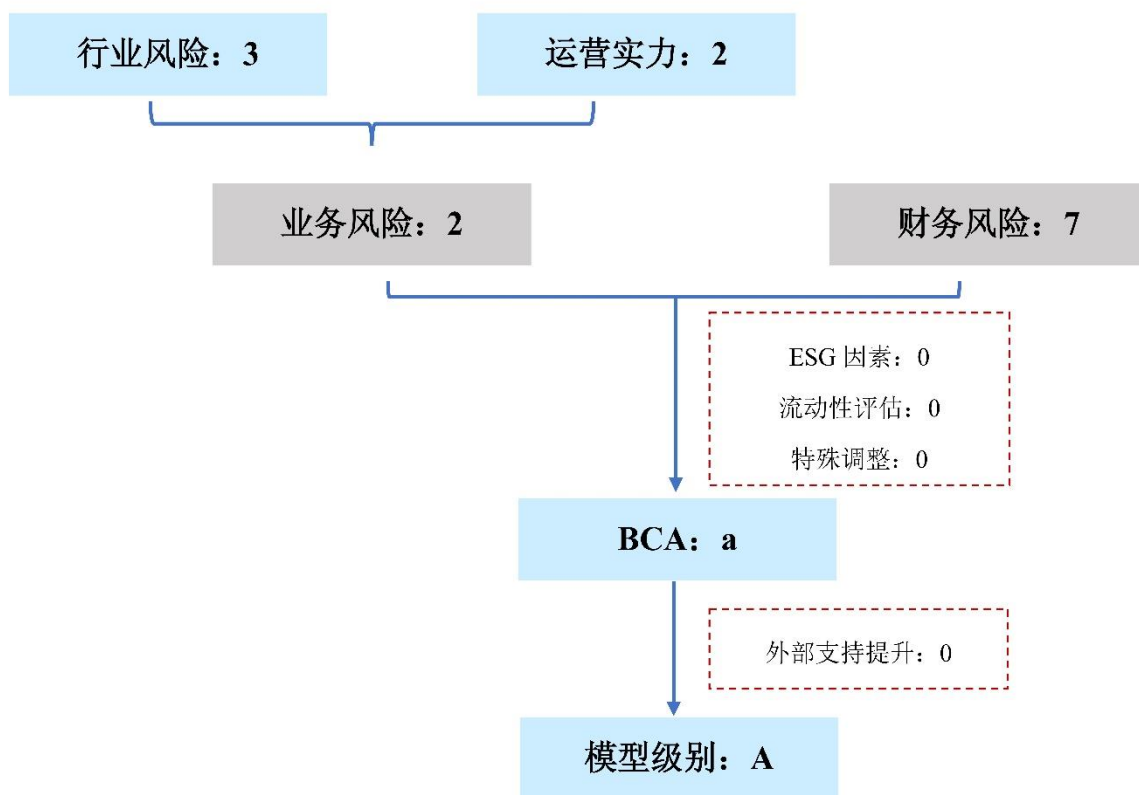 行业风险：3
运营实力：2
业务风险：2
财务风险：7
ESG 因素：0
流动性评估：0
特殊调整：0
BCA：a
外部支持提升：0
模型级别：A